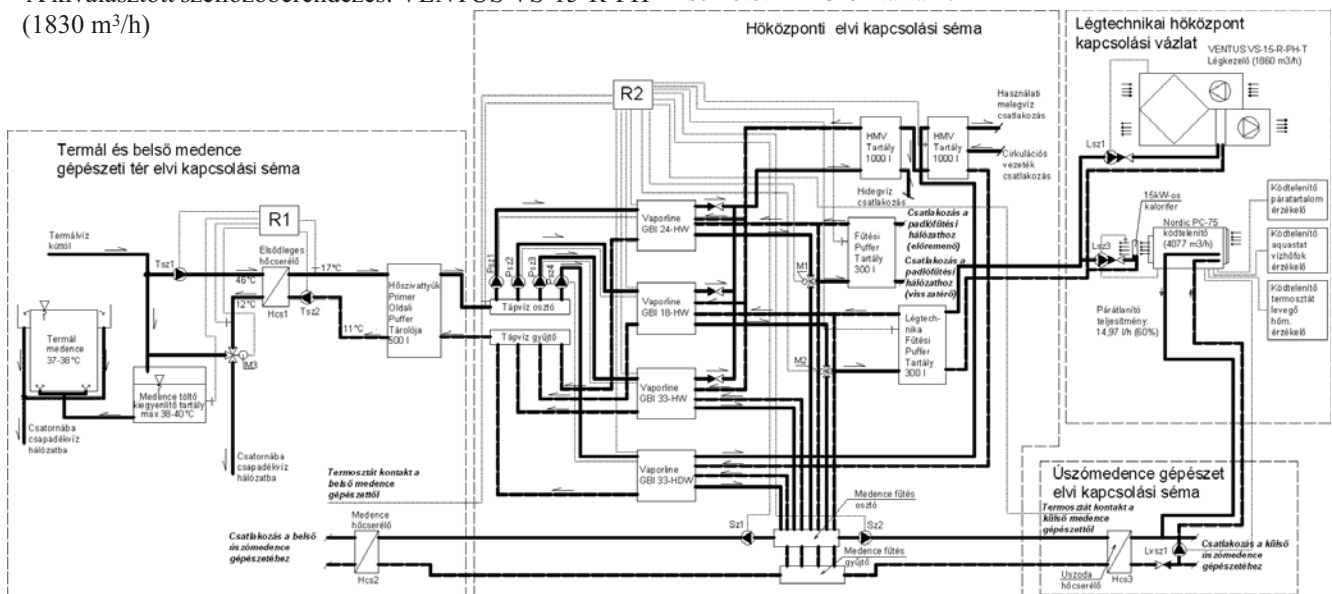 (1830 m³/h)
Hőközponti elvi kapcsolási séma
Légtechnikai hőközpont
kapcsolási vázlat
VENTUS VS-15-R-PH-T
Légkezelő (1860 m3/h)
R2
Használati
melegvíz
csatlakozás
HMV
Tartály
1000 l
HMV
Tartály
1000 l
Cirkulációs
vezeték
csatlakozás
Hidegvíz
csatlakozás
Lsz1
Termál és belső medence
gépészeti tér elvi kapcsolási séma
R1
Termálvíz
kúttól
Tsz1
Elsődleges
hőcserélő
46°C
17°C
12°C
11°C
Hcs1
Tsz2
M3
Hőszivattyúk
Primer
Oldali
Puffer
Tárolója
500 l
Termál
medence
37-38°C
Medence töltő
kiegyenlítő tartály
max 38-40°C
Csatornába
csapadékvíz
hálózatba
Csatornába
csapadékvíz
hálózatba
Psz1
Psz2
Psz3
Psz4
Tápvíz osztó
Tápvíz gyűjtő
Vaporline
GBI 24-HW
Vaporline
GBI 18-HW
Vaporline
GBI 33-HW
Vaporline
GBI 33-HDW
M1
M2
Fűtési
Puffer
Tartály
300 l
Csatlakozás a
padlófűtési
hálózathoz
(előremenő)
Csatlakozás a
padlófűtési
hálózathoz
(visszatérő)
Légtech-
nika
Fűtési
Puffer
Tartály
300 l
15kW-os
kalorifer
Lsz3
Nordic PC-75
ködtelenítő
(4077 m3/h)
Párátlanító
teljesítmény:
14,97 l/h (60%)
Ködtelenítő
páratartalom
érzékelő
Ködtelenítő
aquastat
vízhőfok
érzékelő
Ködtelenítő
termosztát
levegő
hőm.
érzékelő
Termosztát kontakt a
belső medence
gépészettől
Medence
hőcserélő
Csatlakozás a belső
úszómedence
gépészetéhez
Hcs2
Sz1
Sz2
Medence fűtés
osztó
Medence fűtés
gyűjtő
Úszómedence gépészet
elvi kapcsolási séma
Termosztát kontakt a
külső medence
gépészettől
Lvsz1
Csatlakozás a külső
úszómedence
gépészetéhez
Uszoda
hőcserélő
Hcs3